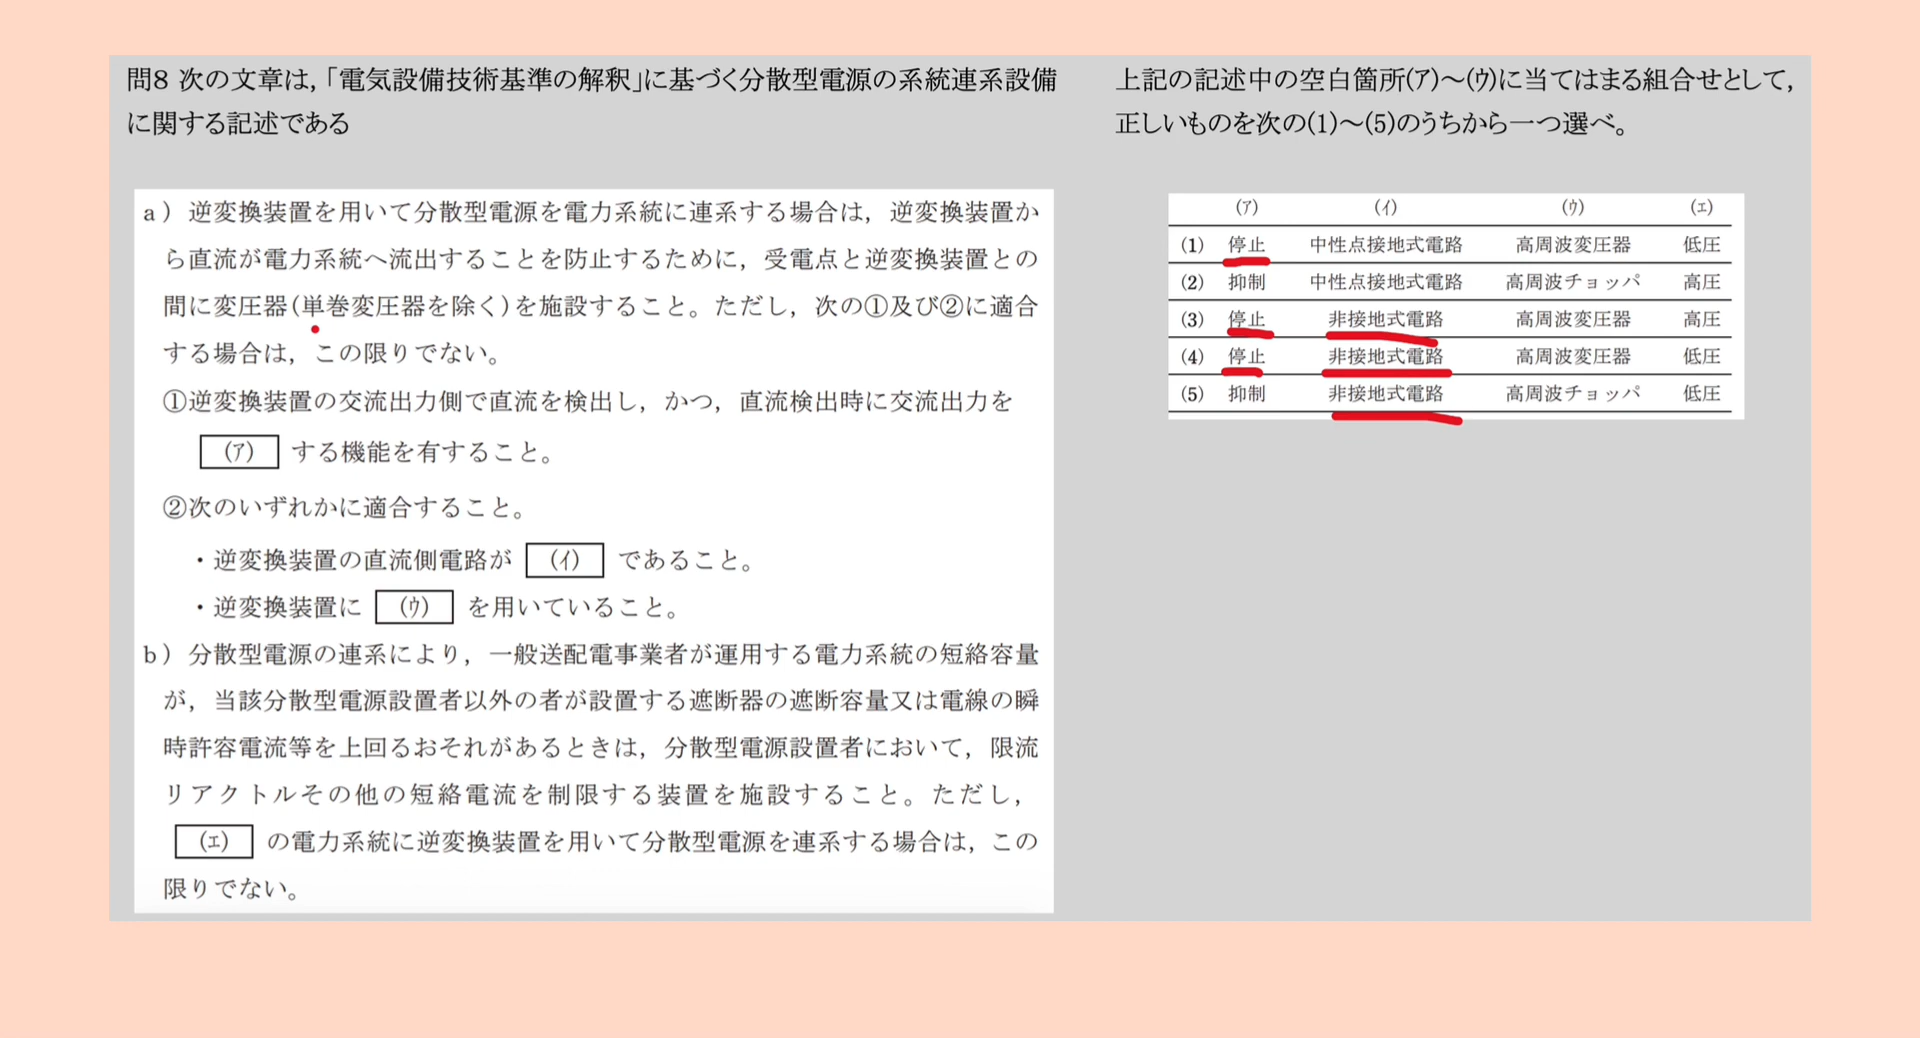 問8 次の文章は,「電気設備技術基準の解釈」に基づく分散型電源の系統連系設備
に関する記述である
a) 逆変換装置を用いて分散型電源を電力系統に連系する場合は,逆変換装置か
ら直流が電力系統へ流出することを防止するために,受電点と逆変換装置との
間に変圧器(単巻変圧器を除く)を施設すること。ただし,次の①及び②に適合
する場合は,この限りでない。
①逆変換装置の交流出力側で直流を検出し,かつ,直流検出時に交流出力を
(ア) する機能を有すること。
②次のいずれかに適合すること。
・逆変換装置の直流側電路が (イ) であること。
・逆変換装置に (ウ) を用いていること。
b) 分散型電源の連系により,一般送配電事業者が運用する電力系統の短絡容量
が,当該分散型電源設置者以外の者が設置する遮断器の遮断容量又は電線の瞬
時許容電流等を上回るおそれがあるときは,分散型電源設置者において,限流
リアクトルその他の短絡電流を制限する装置を施設すること。ただし,
(エ) の電力系統に逆変換装置を用いて分散型電源を連系する場合は,この
限りでない。
上記の記述中の空白箇所(ア)～(ウ)に当てはまる組合せとして,
正しいものを次の(1)～(5)のうちから一つ選べ。
(ア) (イ) (ウ) (エ)
(1) 停止 中性点接地式電路 高周波変圧器 低圧
(2) 抑制 中性点接地式電路 高周波チョッパ 高圧
(3) 停止 非接地式電路 高周波変圧器 高圧
(4) 停止 非接地式電路 高周波変圧器 低圧
(5) 抑制 非接地式電路 高周波チョッパ 低圧